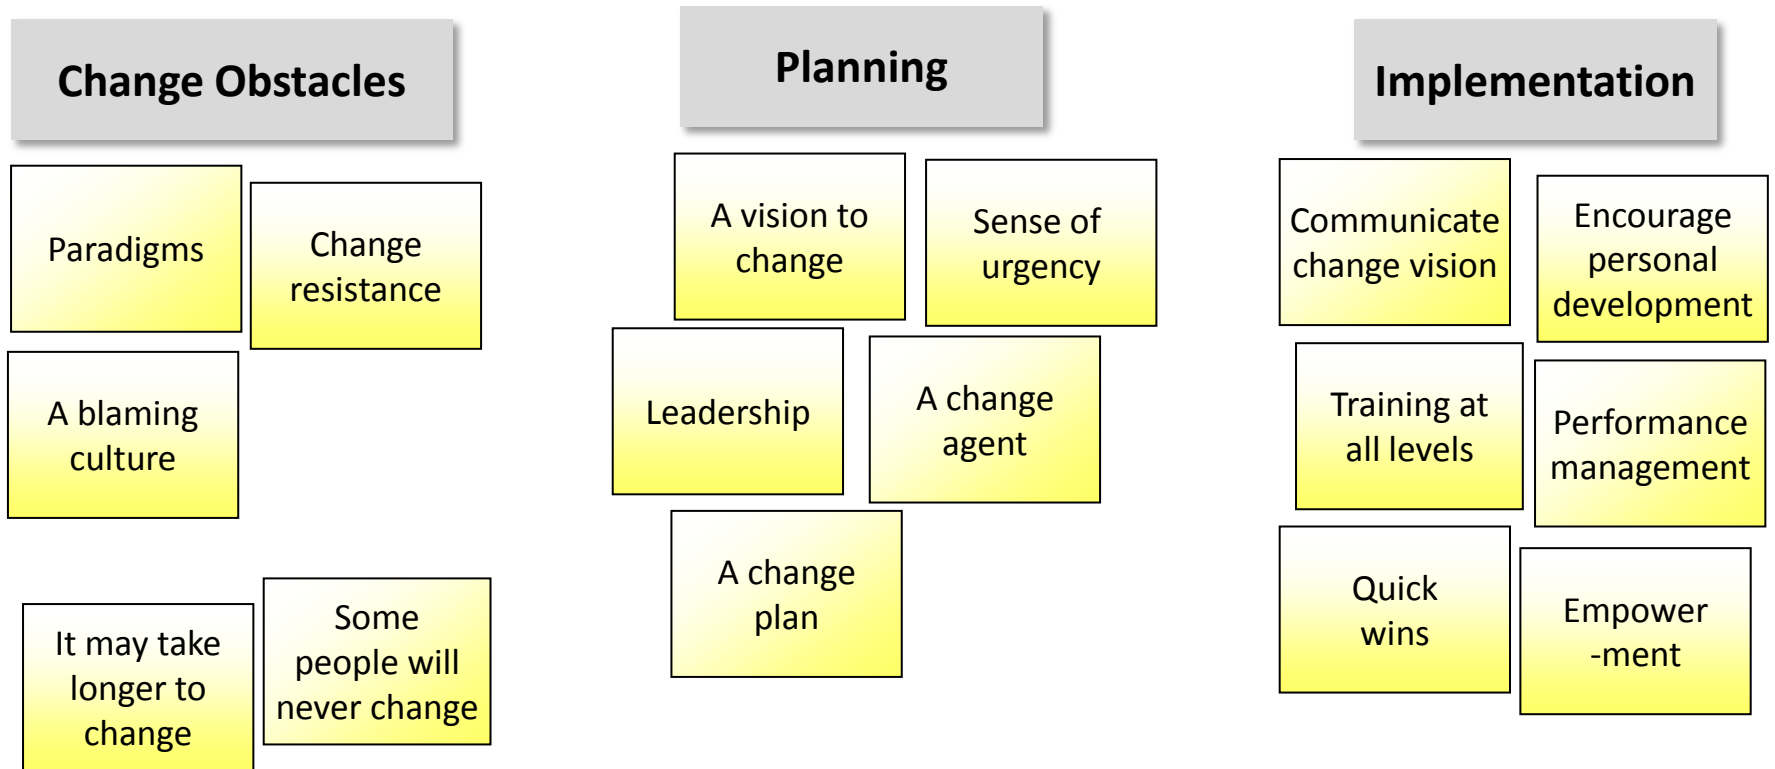 Change Obstacles
Paradigms
Change
resistance
A blaming
culture
It may take
longer to
change
Some
people will
never change
Planning
A vision to
change
Sense of
urgency
Leadership
A change
agent
A change
plan
Implementation
Communicate
change vision
Encourage
personal
development
Training at
all levels
Performance
management
Quick
wins
Empower
-ment